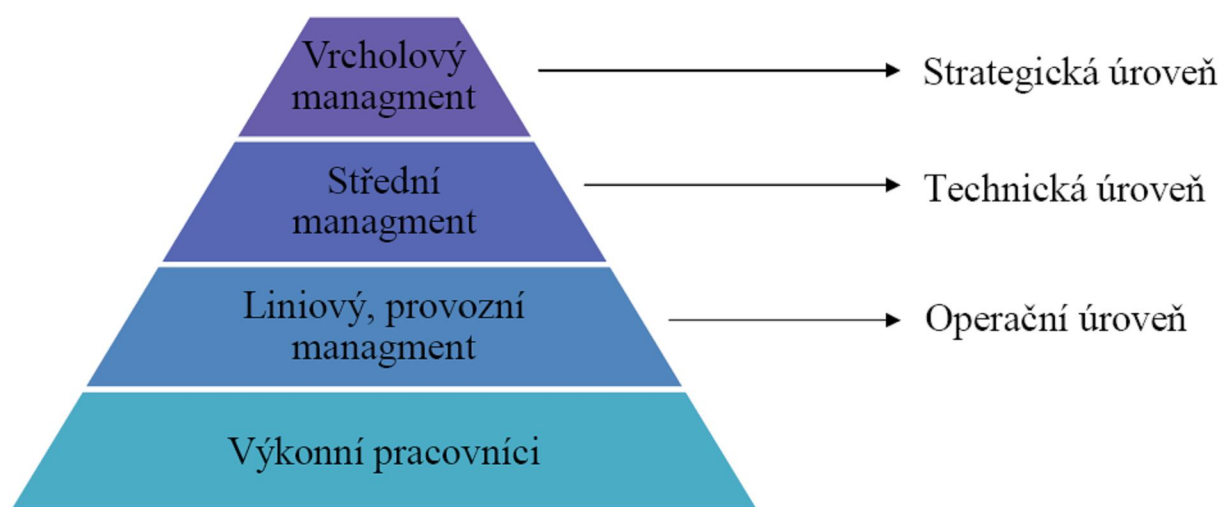 Vrcholový
managment
Strategická úroveň
Střední
managment
Technická úroveň
Liniový, provozní
managment
Operační úroveň
Výkonní pracovníci